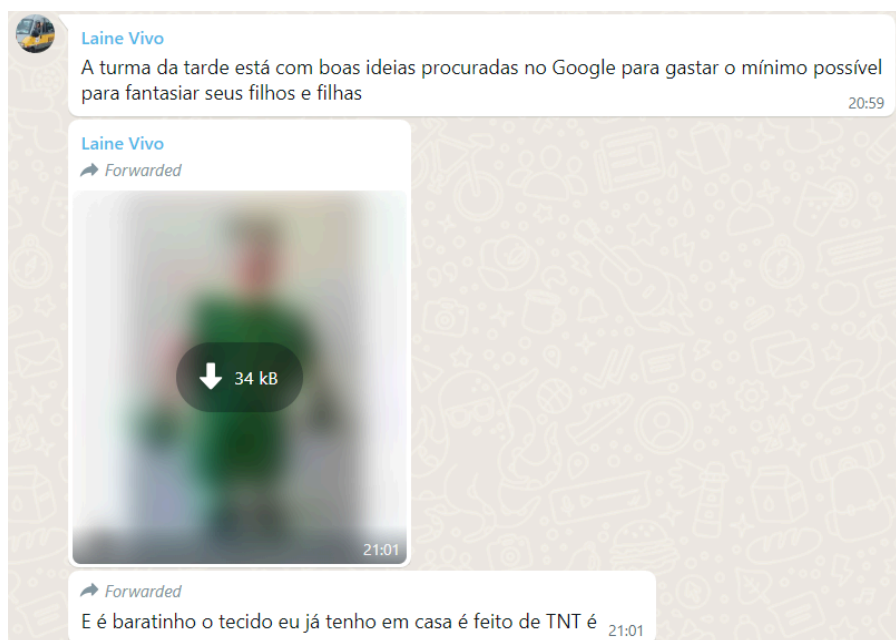 Laine Vivo
A turma da tarde está com boas ideias procuradas no Google para gastar o mínimo possível
para fantasiar seus filhos e filhas
20:59
Laine Vivo
Forwarded
34 kB
21:01
Forwarded
E é baratinho o tecido eu já tenho em casa é feito de TNT é
21:01